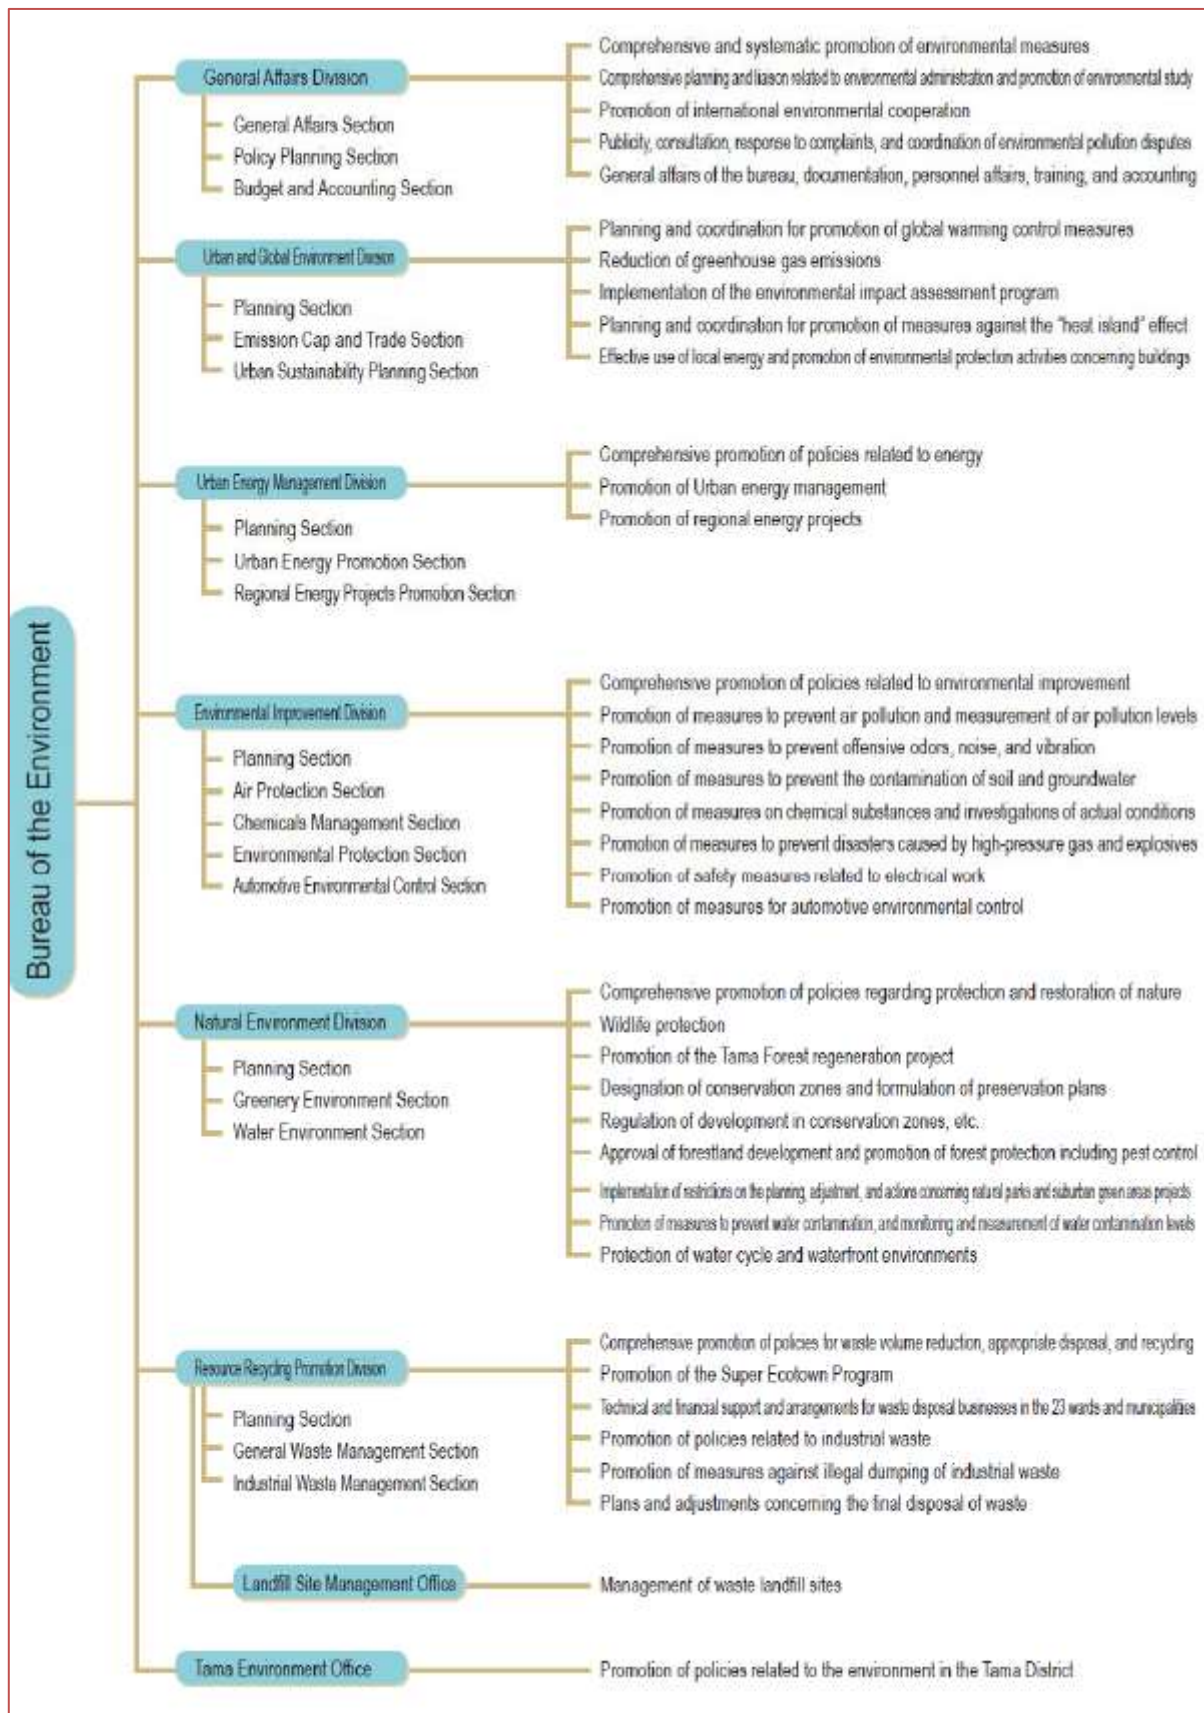 Bureau of the Environment
General Affairs Division
General Affairs Section
Policy Planning Section
Budget and Accounting Section
Comprehensive and systematic promotion of environmental measures
Comprehensive planning and liaison related to environmental administration and promotion of environmental study
Promotion of international environmental cooperation
Publicity, consultation, response to complaints, and coordination of environmental pollution disputes
General affairs of the bureau, documentation, personnel affairs, training, and accounting
Urban and Global Environment Division
Planning Section
Emission Cap and Trade Section
Urban Sustainability Planning Section
Planning and coordination for promotion of global warming control measures
Reduction of greenhouse gas emissions
Implementation of the environmental impact assessment program
Planning and coordination for promotion of measures against the "heat island" effect
Effective use of local energy and promotion of environmental protection activities concerning buildings
Urban Energy Management Division
Planning Section
Urban Energy Promotion Section
Regional Energy Projects Promotion Section
Comprehensive promotion of policies related to energy
Promotion of Urban energy management
Promotion of regional energy projects
Environmental Improvement Division
Planning Section
Air Protection Section
Chemicals Management Section
Environmental Protection Section
Automotive Environmental Control Section
Comprehensive promotion of policies related to environmental improvement
Promotion of measures to prevent air pollution and measurement of air pollution levels
Promotion of measures to prevent offensive odors, noise, and vibration
Promotion of measures to prevent the contamination of soil and groundwater
Promotion of measures on chemical substances and investigations of actual conditions
Promotion of measures to prevent disasters caused by high-pressure gas and explosives
Promotion of safety measures related to electrical work
Promotion of measures for automotive environmental control
Natural Environment Division
Planning Section
Greenery Environment Section
Water Environment Section
Comprehensive promotion of policies regarding protection and restoration of nature
Wildlife protection
Promotion of the Tama Forest regeneration project
Designation of conservation zones and formulation of preservation plans
Regulation of development in conservation zones, etc.
Approval of forestland development and promotion of forest protection including pest control
Implementation of restrictions on the planning, adjustment, and actions concerning natural parks and suburban green areas projects
Promotion of measures to prevent water contamination, and monitoring and measurement of water contamination levels
Protection of water cycle and waterfront environments
Resource Recycling Promotion Division
Planning Section
General Waste Management Section
Industrial Waste Management Section
Comprehensive promotion of policies for waste volume reduction, appropriate disposal, and recycling
Promotion of the Super Ecotown Program
Technical and financial support and arrangements for waste disposal businesses in the 23 wards and municipalities
Promotion of policies related to industrial waste
Promotion of measures against illegal dumping of industrial waste
Plans and adjustments concerning the final disposal of waste
Landfill Site Management Office
Management of waste landfill sites
Tama Environment Office
Promotion of policies related to the environment in the Tama District